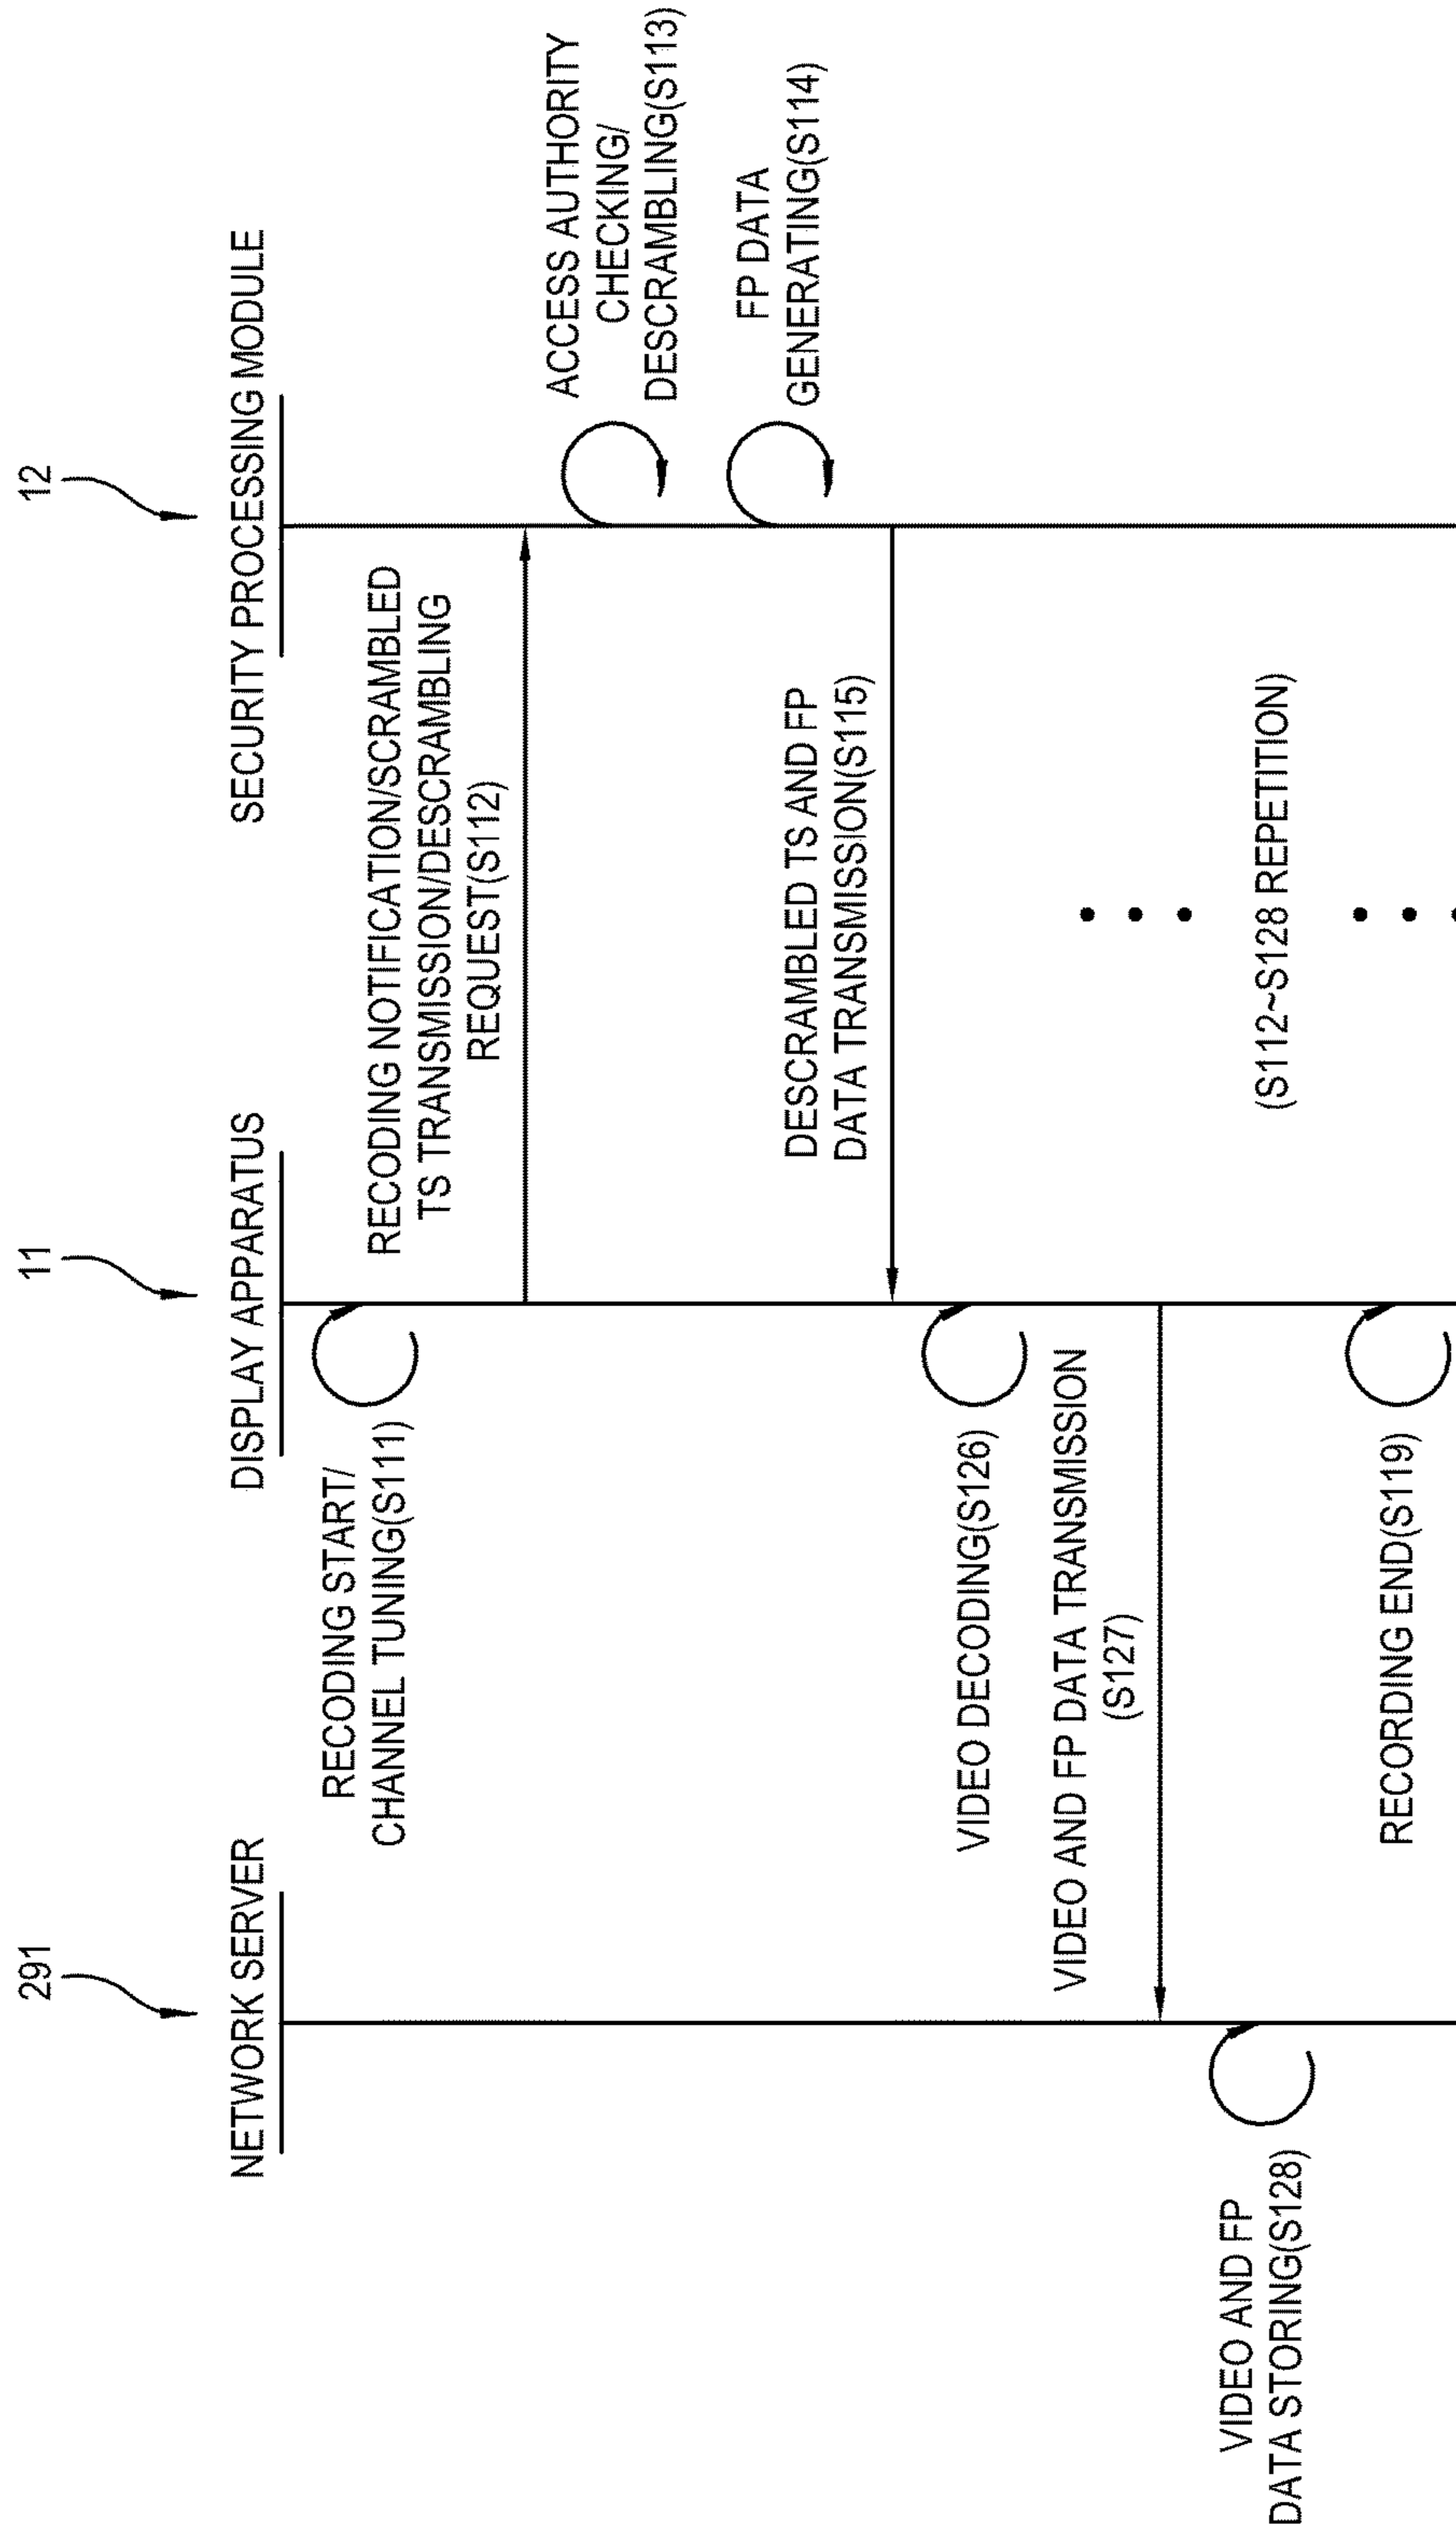 291
11
12
NETWORK SERVER
DISPLAY APPARATUS
SECURITY PROCESSING MODULE
RECODING START/
CHANNEL TUNING(S111)
RECODING NOTIFICATION/SCRAMBLED
TS TRANSMISSION/DESCRAMBLING
REQUEST(S112)
ACCESS AUTHORITY
CHECKING/
DESCRAMBLING(S113)
FP DATA
GENERATING(S114)
DESCRAMBLED TS AND FP
DATA TRANSMISSION(S115)
VIDEO DECODING(S126)
VIDEO AND FP DATA TRANSMISSION
(S127)
VIDEO AND FP
DATA STORING(S128)
(S112~S128 REPETITION)
RECORDING END(S119)